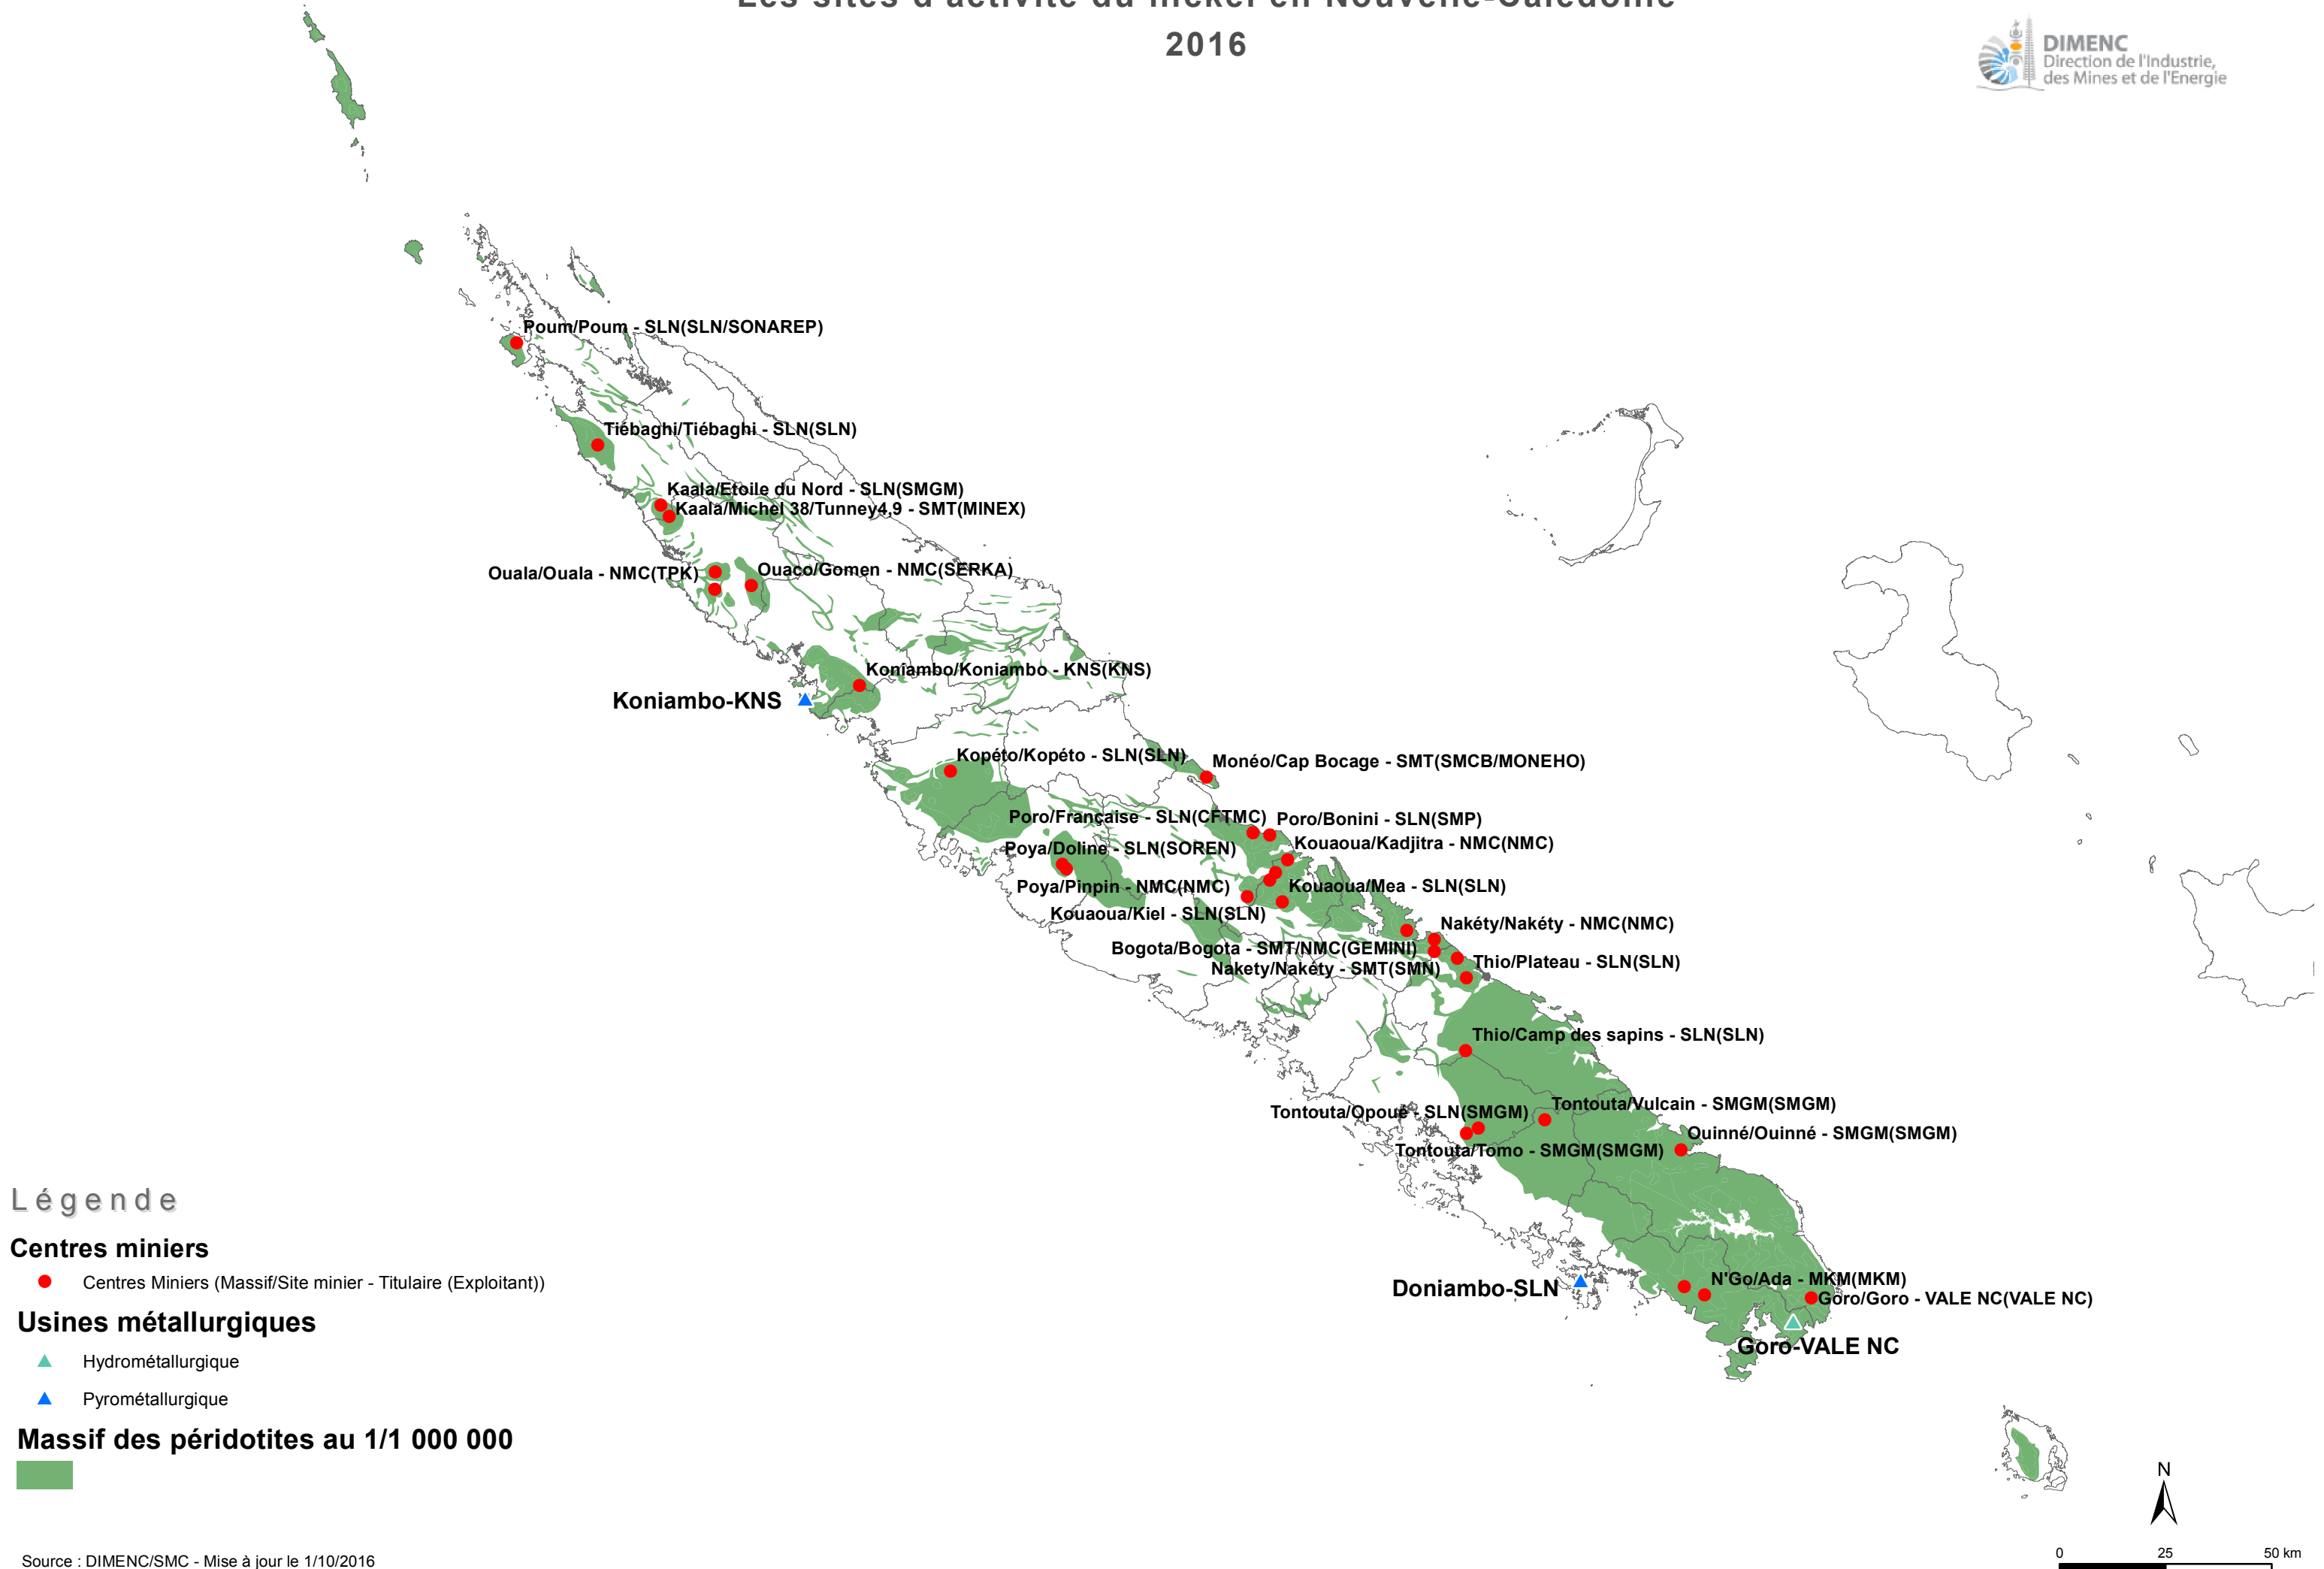 Les sites d'activité du nickel en Nouvelle-Calédonie
2016
DIMENC
Direction de l'Industrie,
des Mines et de l'Energie
Poum/Poum - SLN(SLN/SONAREP)
Tiébaghi/Tiébaghi - SLN(SLN)
Kaala/Etoile du Nord - SLN(SMGM)
Kaala/Michel 38/Tunney4,9 - SMT(MINEX)
Ouala/Ouala - NMC(TPK)
Ouaco/Gomen - NMC(SERKA)
Koniambo/Koniambo - KNS(KNS)
Koniambo-KNS
Kopéto/Kopéto - SLN(SLN)
Monéo/Cap Bocage - SMT(SMCB/MONEHO)
Poro/Française - SLN(CFTMC)
Poro/Bonini - SLN(SMP)
Kouaoua/Kadjitra - NMC(NMC)
Poya/Doline - SLN(SOREN)
Poya/Pinpin - NMC(NMC)
Kouaoua/Mea - SLN(SLN)
Kouaoua/Kiel - SLN(SLN)
Nakéty/Nakéty - NMC(NMC)
Bogota/Bogota - SMT/NMC(GEMINI)
Nakety/Nakéty - SMT(SMN)
Thio/Plateau - SLN(SLN)
Thio/Camp des sapins - SLN(SLN)
Tontouta/Opoué - SLN(SMGM)
Tontouta/Vulcain - SMGM(SMGM)
Ouinné/Ouinné - SMGM(SMGM)
Tontouta/Tomo - SMGM(SMGM)
N'Go/Ada - MKM(MKM)
Doniambo-SLN
Goro/Goro - VALE NC(VALE NC)
Goro-VALE NC
Légende
Centres miniers
Centres Miniers (Massif/Site minier - Titulaire (Exploitant))
Usines métallurgiques
Hydrométallurgique
Pyrométallurgique
Massif des péridotites au 1/1 000 000
N
0 25 50 km
Source : DIMENC/SMC - Mise à jour le 1/10/2016